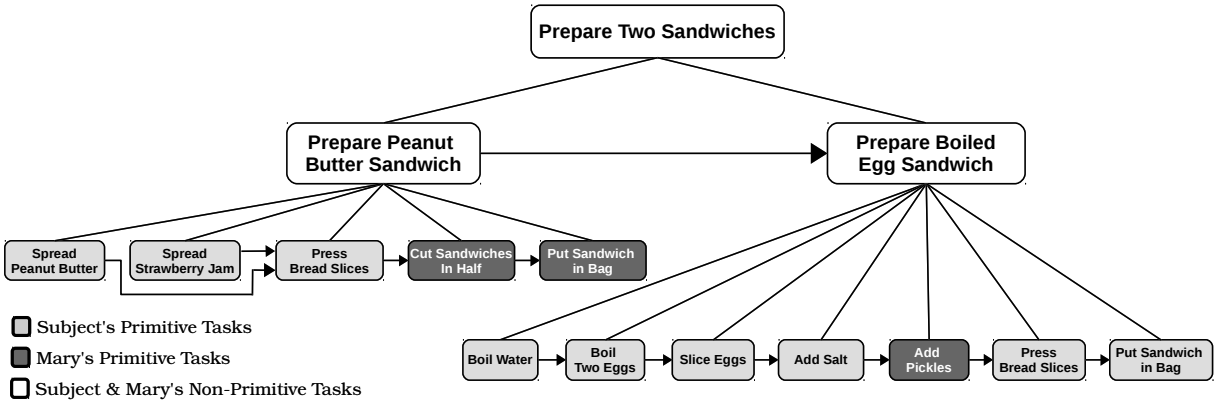 Prepare Two Sandwiches
Prepare Peanut
Butter Sandwich
Prepare Boiled
Egg Sandwich
Spread
Peanut Butter
Spread
Strawberry Jam
Press
Bread Slices
Cut Sandwiches
In Half
Put Sandwich
in Bag
Subject's Primitive Tasks
Mary's Primitive Tasks
Subject & Mary's Non-Primitive Tasks
Boil Water
Boil
Two Eggs
Slice Eggs
Add Salt
Add
Pickles
Press
Bread Slices
Put Sandwich
in Bag